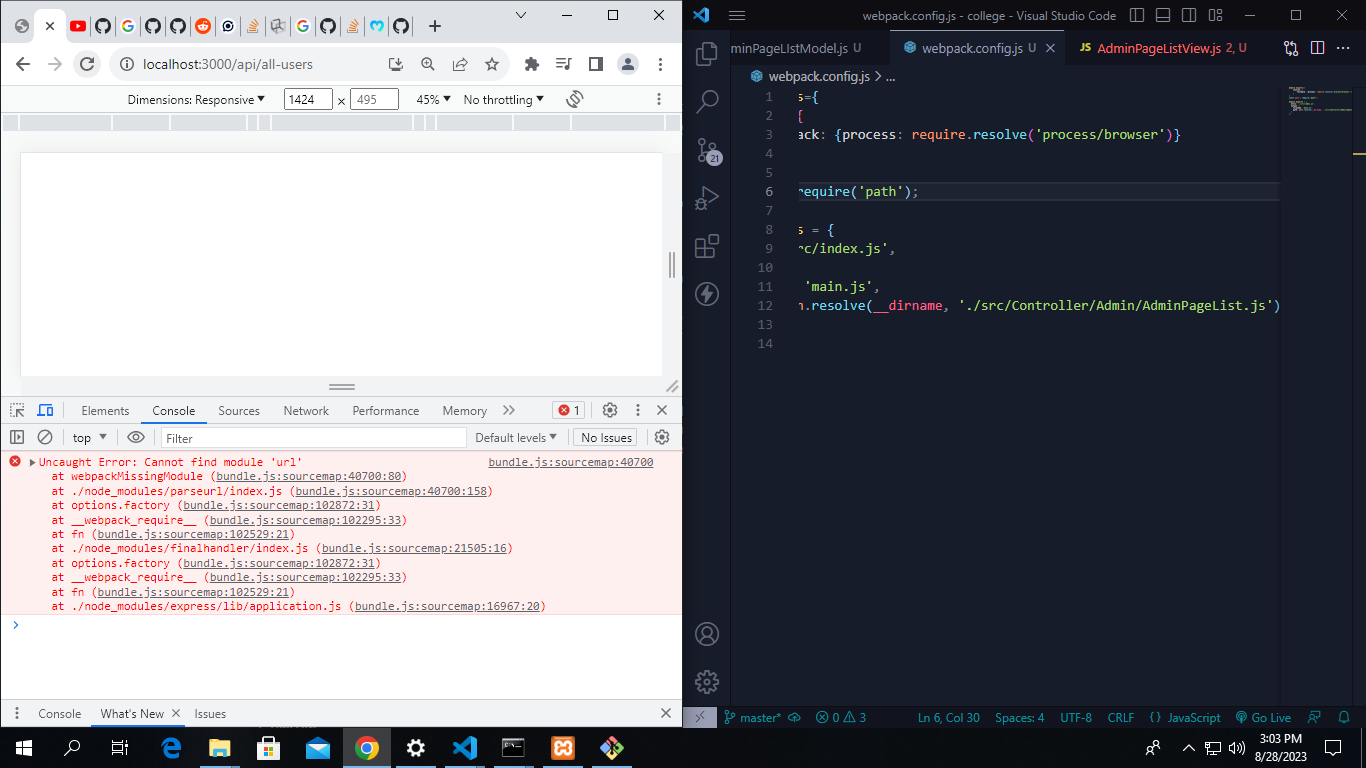 localhost:3000/api/all-users
Dimensions: Responsive
1424
×
495
45%
No throttling
Elements
Console
Sources
Network
Performance
Memory
1
top
Filter
Default levels
No Issues
Uncaught Error: Cannot find module 'url' bundle.js:sourcemap:40700
at webpackMissingModule (bundle.js:sourcemap:40700:80)
at ./node_modules/parseurl/index.js (bundle.js:sourcemap:40700:158)
at options.factory (bundle.js:sourcemap:102872:31)
at __webpack_require__ (bundle.js:sourcemap:102295:33)
at fn (bundle.js:sourcemap:102529:21)
at ./node_modules/finalhandler/index.js (bundle.js:sourcemap:21505:16)
at options.factory (bundle.js:sourcemap:102872:31)
at __webpack_require__ (bundle.js:sourcemap:102295:33)
at fn (bundle.js:sourcemap:102529:21)
at ./node_modules/express/lib/application.js (bundle.js:sourcemap:16967:20)
Console
What's New
Issues
webpack.config.js - college - Visual Studio Code
minPageLIstModel.js U
webpack.config.js U
JS AdminPageListView.js 2, U
webpack.config.js > ...
21
1 s={
2 {
3 ack: {process: require.resolve('process/browser')}
4
5
6 require('path');
7
8 s = {
9 rc/index.js',
10
11 'main.js',
12 h.resolve(__dirname, './src/Controller/Admin/AdminPageList.js')
13
14
master*
0
3
Ln 6, Col 30
Spaces: 4
UTF-8
CRLF
{} JavaScript
Go Live
3:03 PM
8/28/2023